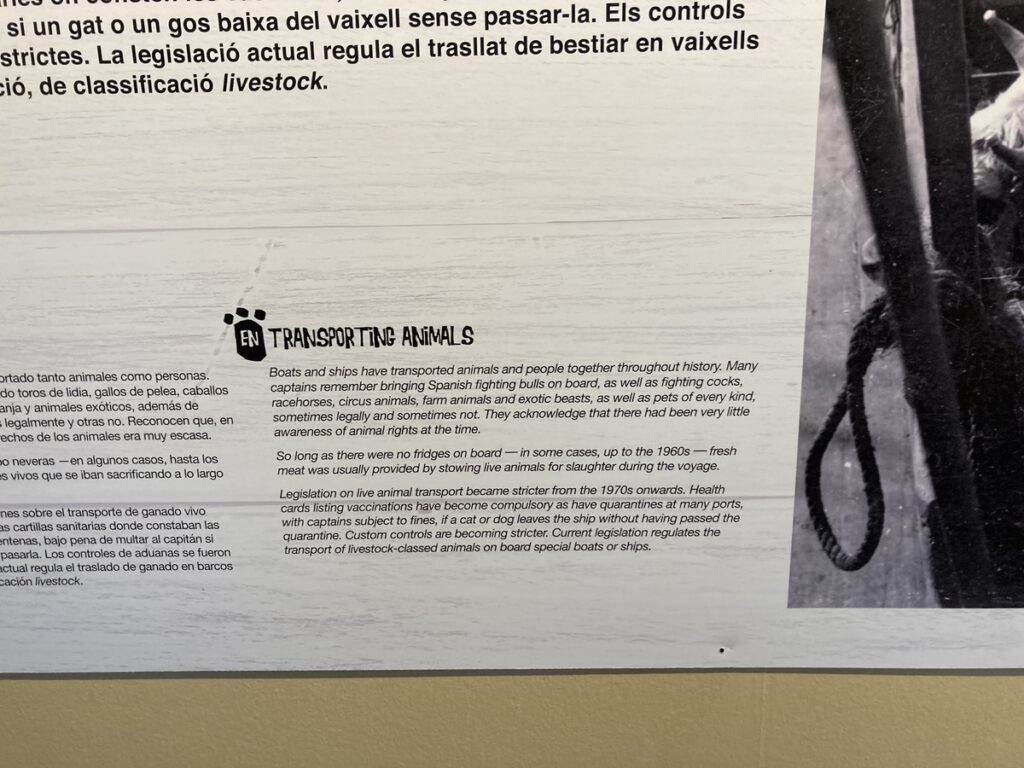 si un gat o un gos baixa del vaixell sense passar-la. Els controls
strictes. La legislació actual regula el trasllat de bestiar en vaixells
ció, de classificació livestock.
EN TRANSPORTING ANIMALS
Boats and ships have transported animals and people together throughout history. Many
captains remember bringing Spanish fighting bulls on board, as well as fighting cocks,
racehorses, circus animals, farm animals and exotic beasts, as well as pets of every kind,
sometimes legally and sometimes not. They acknowledge that there had been very little
awareness of animal rights at the time.
So long as there were no fridges on board — in some cases, up to the 1960s — fresh
meat was usually provided by stowing live animals for slaughter during the voyage.
Legislation on live animal transport became stricter from the 1970s onwards. Health
cards listing vaccinations have become compulsory as have quarantines at many ports,
with captains subject to fines, if a cat or dog leaves the ship without having passed the
quarantine. Custom controls are becoming stricter. Current legislation regulates the
transport of livestock-classed animals on board special boats or ships.
ortado tanto animales como personas.
do toros de lidia, gallos de pelea, caballos
anja y animales exóticos, además de
s legalmente y otras no. Reconocen que, en
rechos de los animales era muy escasa.
bo neveras —en algunos casos, hasta los
es vivos que se iban sacrificando a lo largo
nes sobre el transporte de ganado vivo
as cartillas sanitarias donde constaban las
entenas, bajo pena de multar al capitán si
pasarla. Los controles de aduanas se fueron
actual regula el traslado de ganado en barcos
cación livestock.